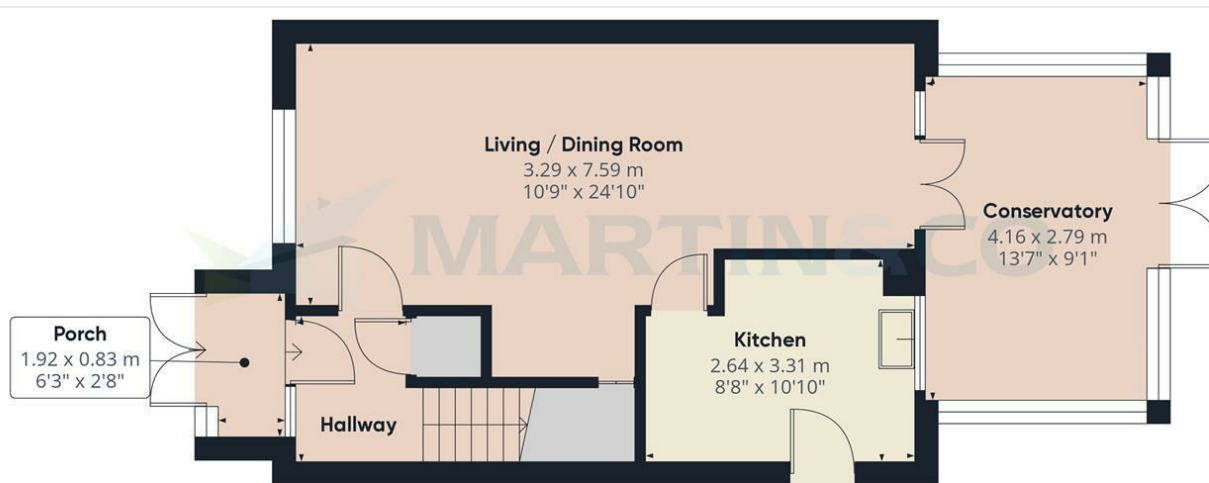 Living / Dining Room
3.29 x 7.59 m
10'9" x 24'10"
Conservatory
4.16 x 2.79 m
13'7" x 9'1"
MARTIN&CO
Porch
1.92 x 0.83 m
6'3" x 2'8"
Kitchen
2.64 x 3.31 m
8'8" x 10'10"
Hallway